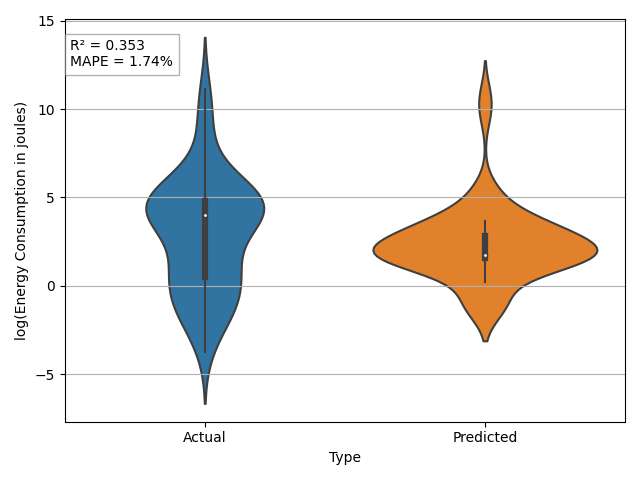 R² = 0.353
MAPE = 1.74%
log(Energy Consumption in joules)
15
10
5
0
−5
Actual
Predicted
Type